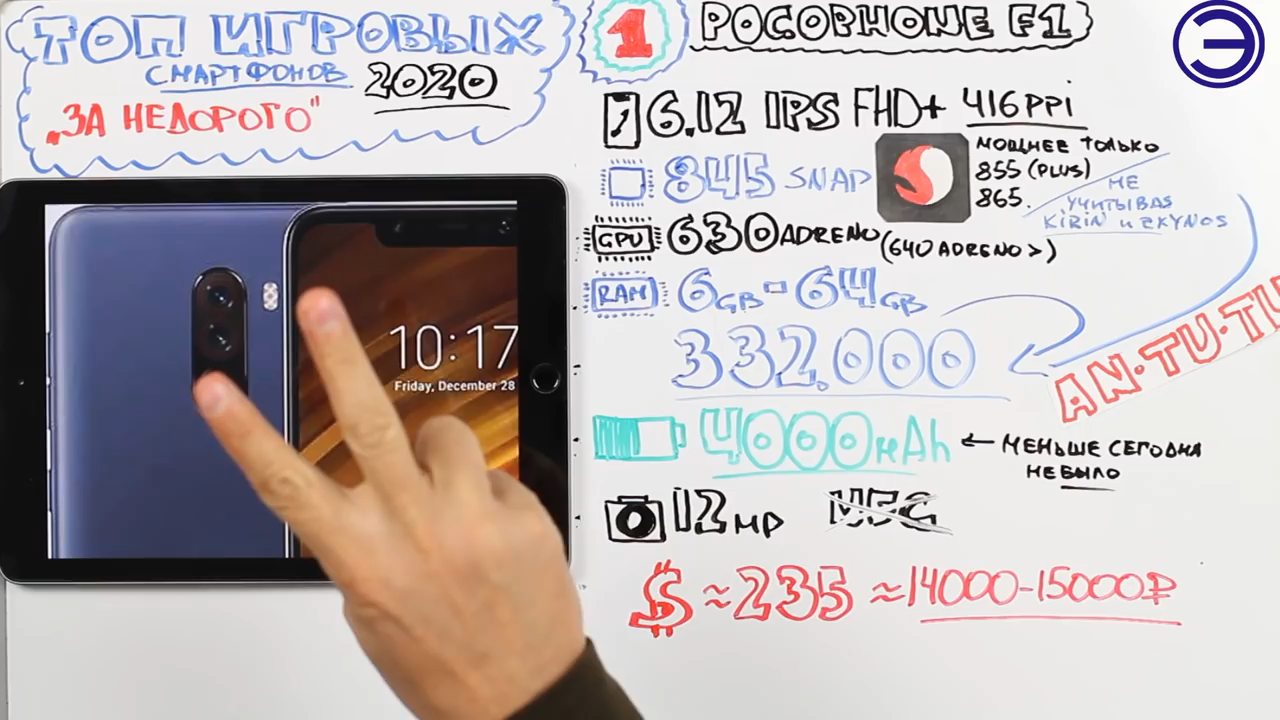 ТОП ИГРОВЫХ
СМАРТФОНОВ 2020
„ЗА НЕДОРОГО"
10:17
Friday, December 28
1 POCOPHONE F1
Э
6.12 IPS FHD+ 416PPi
845 SNAP
МОЩНЕЕ ТОЛЬКО
855 (PLUS)
865.
НЕ
УЧИТЫВАЯ
KIRIN и EXYNOS
GPU 630 ADRENO (640 ADRENO >)
RAM 6GB-64GB
332.000
AN·TU·TU
4000мAh ← МЕНЬШЕ СЕГОДНЯ
НЕ БЫЛО
12 MP NFC
$ ≈ 235 ≈ 14000-15000₽